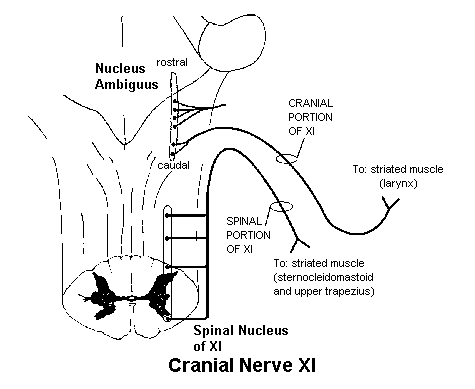 rostral
Nucleus
Ambiguus
CRANIAL
PORTION
OF XI
caudal
To: striated muscle
(larynx)
SPINAL
PORTION
OF XI
To: striated muscle
(sternocleidomastoid
and upper trapezius)
Spinal Nucleus
of XI
Cranial Nerve XI